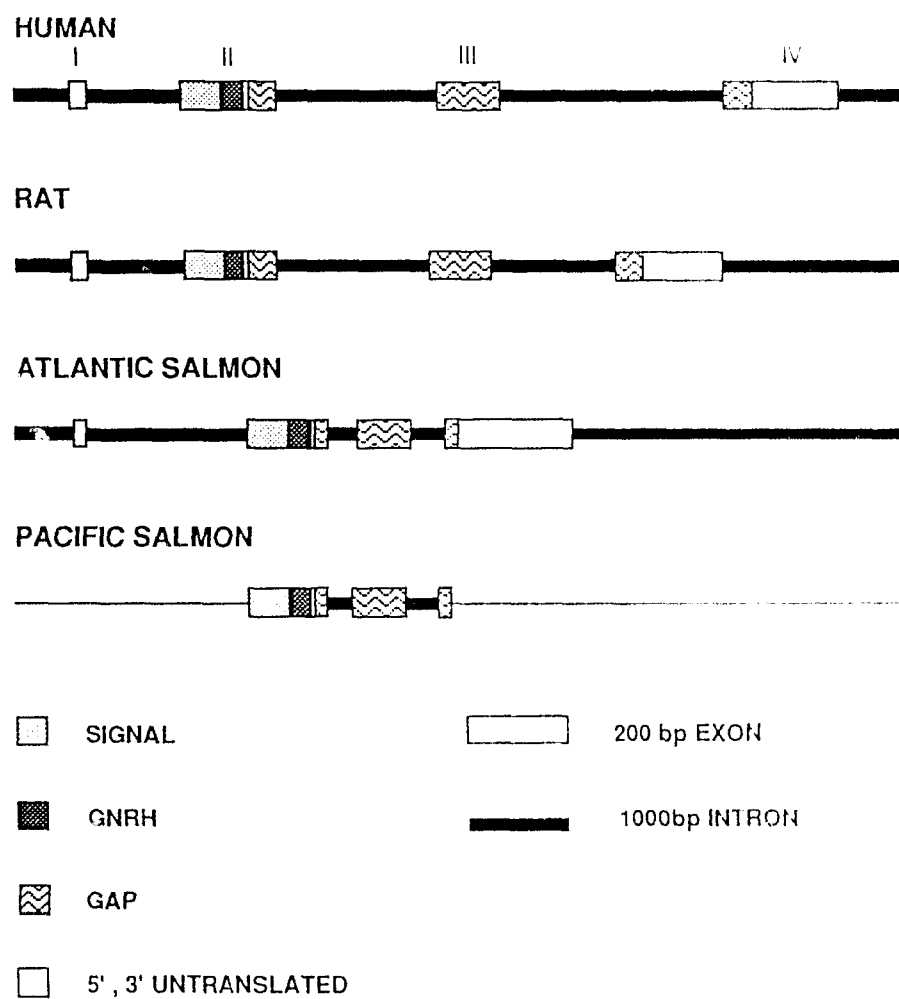 HUMAN
I II III IV
RAT
ATLANTIC SALMON
PACIFIC SALMON
SIGNAL
200 bp EXON
GNRH
1000bp INTRON
GAP
5' , 3' UNTRANSLATED